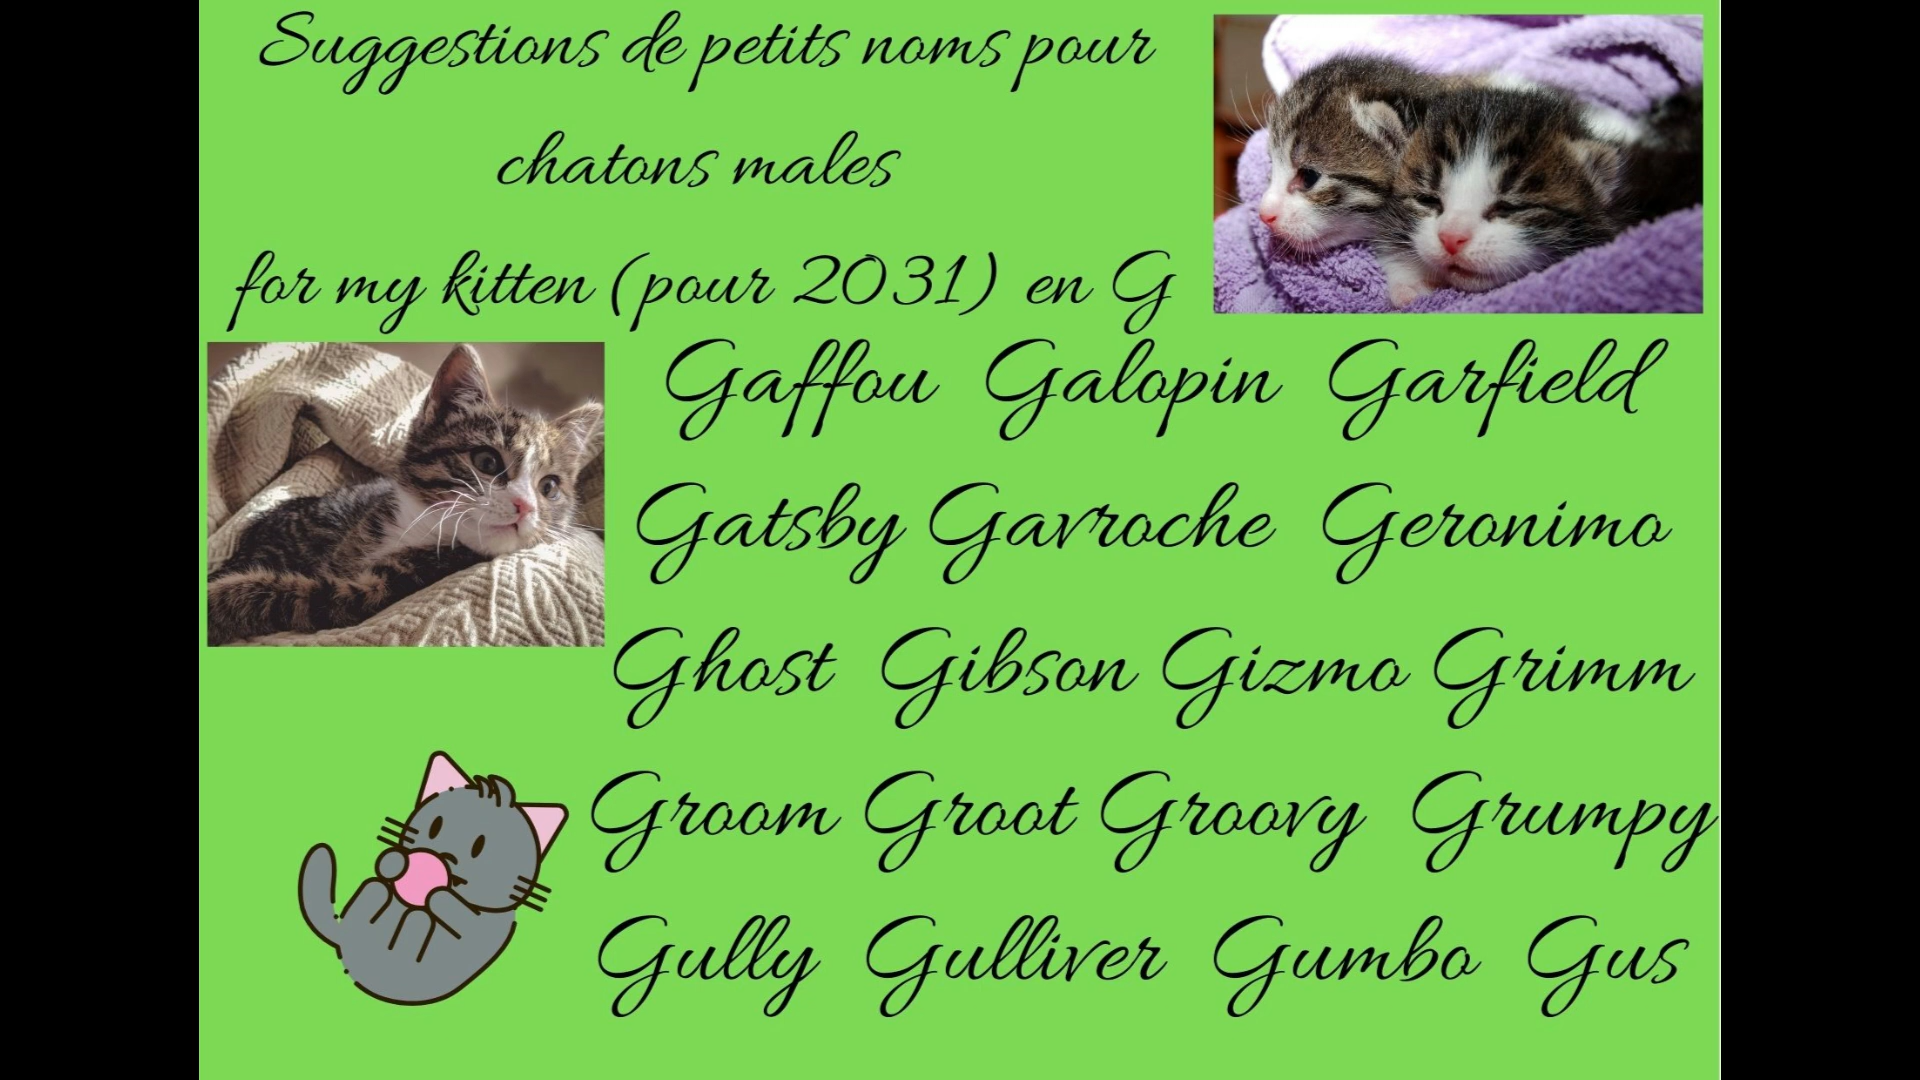 Suggestions de petits noms pour
chatons males
for my kitten (pour 2031) en G
Gaffou Galopin Garfield
Gatsby Gavroche Geronimo
Ghost Gibson Gizmo Grimm
Groom Groot Groovy Grumpy
Gully Gulliver Gumbo Gus